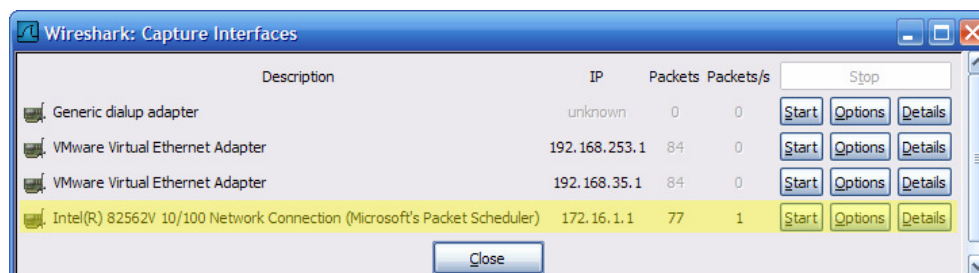 Wireshark: Capture Interfaces
Description IP Packets Packets/s Stop
Generic dialup adapter unknown 0 0 Start Options Details
VMware Virtual Ethernet Adapter 192.168.253.1 84 0 Start Options Details
VMware Virtual Ethernet Adapter 192.168.35.1 84 0 Start Options Details
Intel(R) 82562V 10/100 Network Connection (Microsoft's Packet Scheduler) 172.16.1.1 77 1 Start Options Details
Close